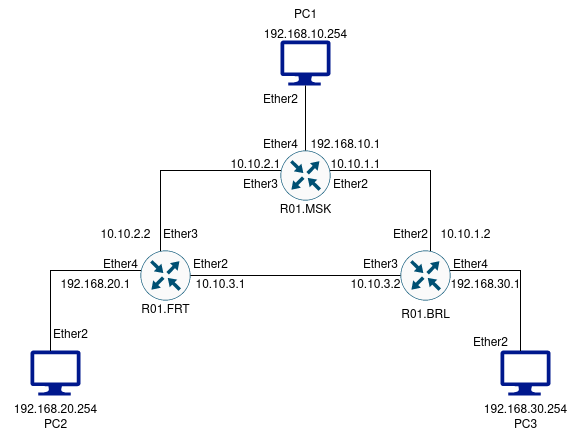 PC1
192.168.10.254
Ether2
Ether4 192.168.10.1
10.10.2.1 10.10.1.1
Ether3 Ether2
R01.MSK
10.10.2.2 Ether3 Ether2 10.10.1.2
Ether4 Ether2 Ether3 Ether4
192.168.20.1 10.10.3.1 10.10.3.2 192.168.30.1
R01.FRT R01.BRL
Ether2 Ether2
192.168.20.254 192.168.30.254
PC2 PC3